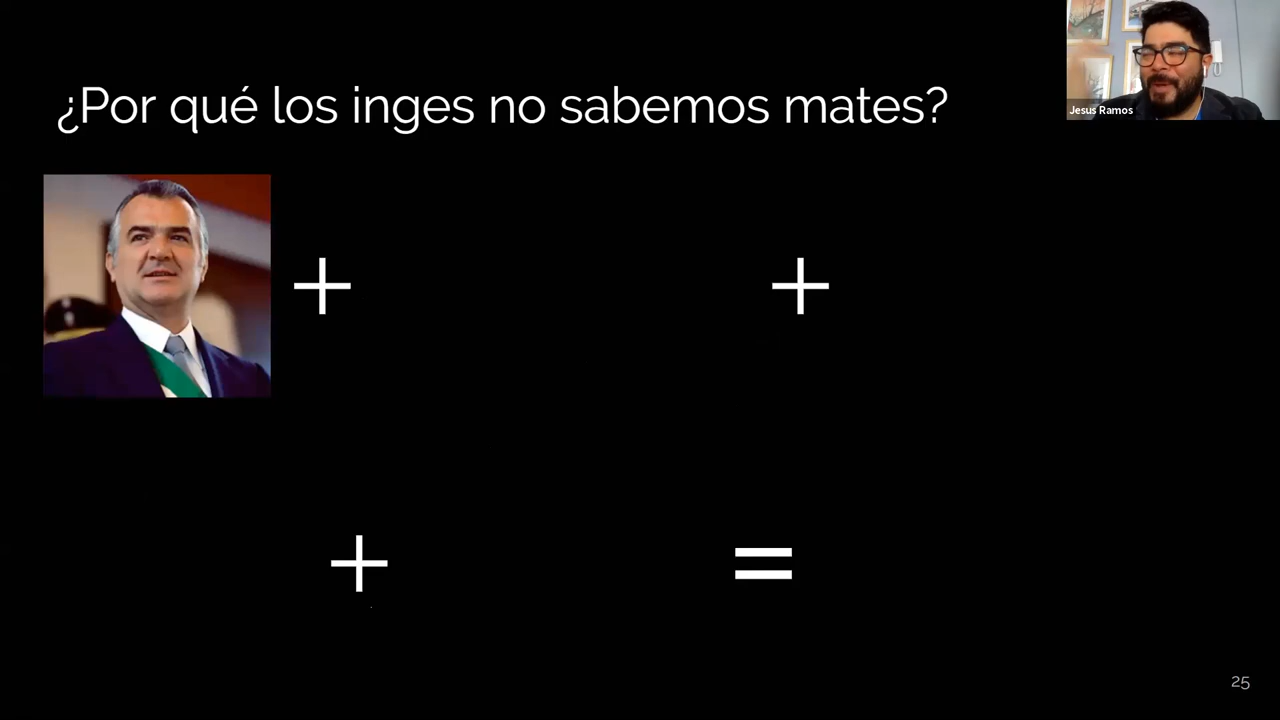 ¿Por qué los inges no sabemos mates?
Jesus Ramos
+ +
+ =
25